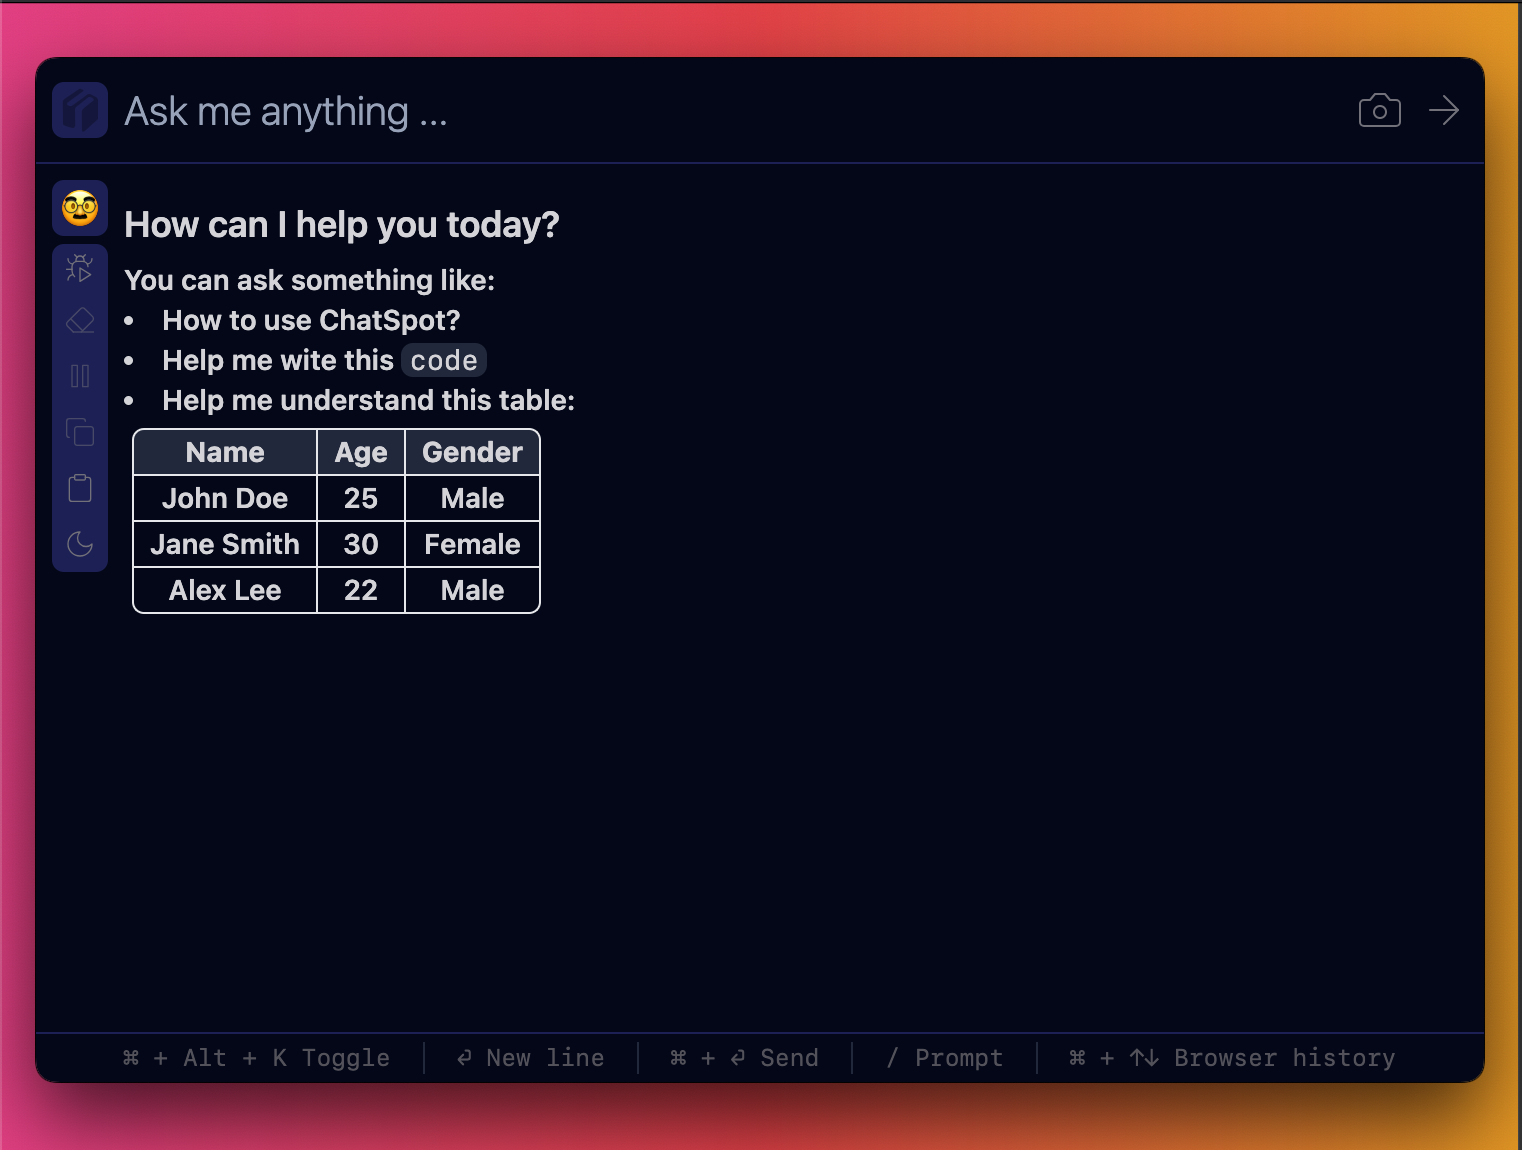 Ask me anything ...
How can I help you today?
You can ask something like:
• How to use ChatSpot?
• Help me wite this code
• Help me understand this table:
Name Age Gender
John Doe 25 Male
Jane Smith 30 Female
Alex Lee 22 Male
⌘ + Alt + K Toggle | ⏎ New line | ⌘ + ⏎ Send | / Prompt | ⌘ + ↑↓ Browser history